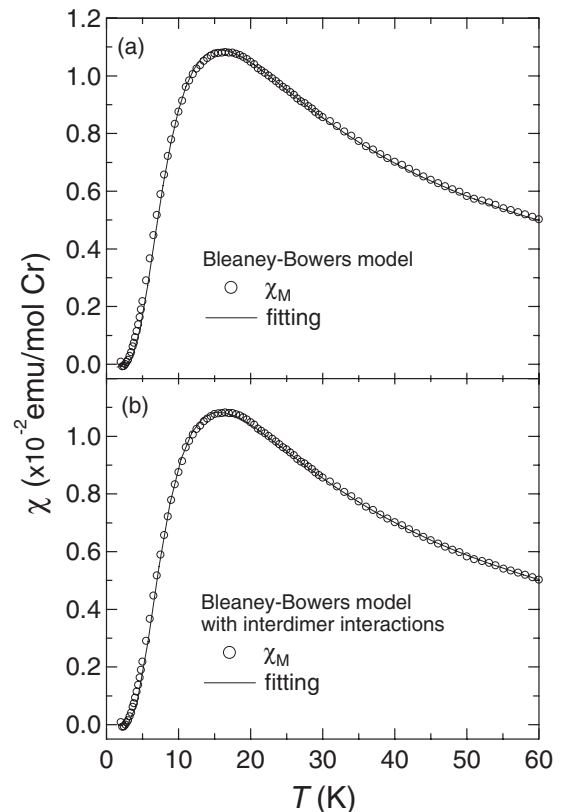 1.2
(a)
1.0
0.8
0.6
0.4
0.2
0.0
Bleaney-Bowers model
χM
fitting
(b)
1.0
0.8
0.6
0.4
0.2
0.0
Bleaney-Bowers model
with interdimer interactions
χM
fitting
χ (x10-2emu/mol Cr)
0 10 20 30 40 50 60
T (K)